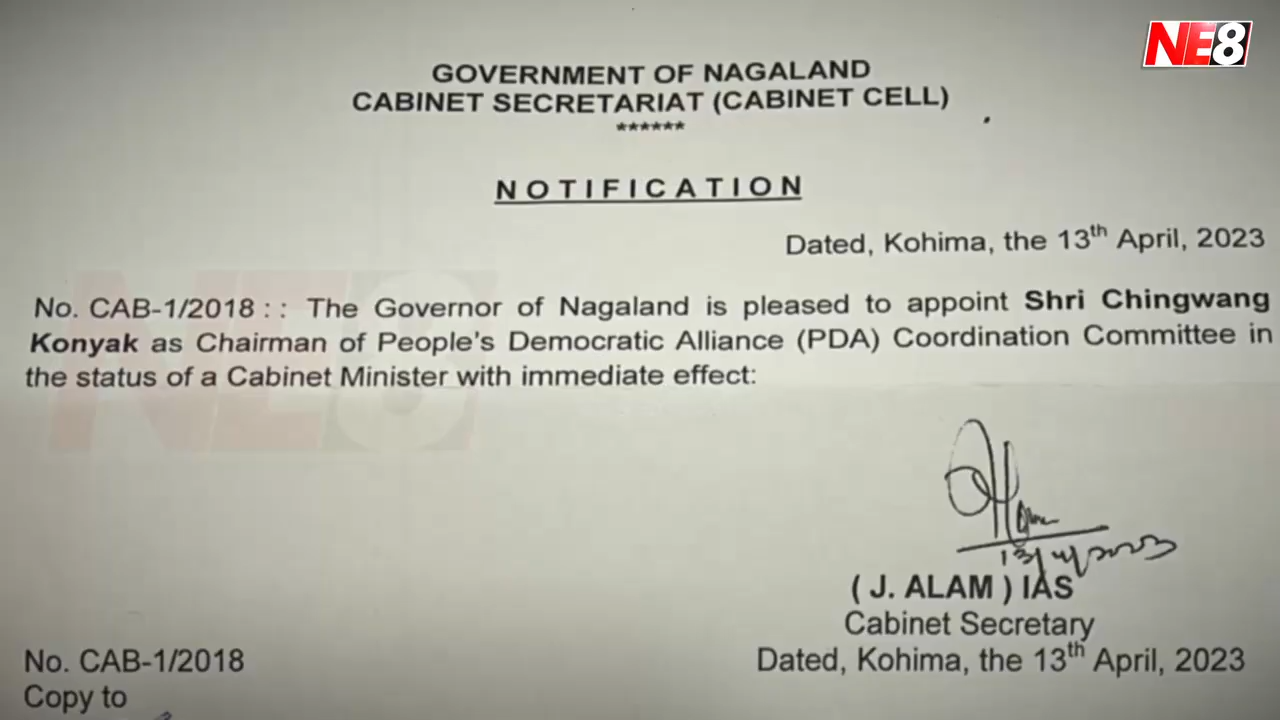 NE8
GOVERNMENT OF NAGALAND
CABINET SECRETARIAT (CABINET CELL)
******
NOTIFICATION
Dated, Kohima, the 13th April, 2023
No. CAB-1/2018 : : The Governor of Nagaland is pleased to appoint Shri Chingwang
Konyak as Chairman of People's Democratic Alliance (PDA) Coordination Committee in
the status of a Cabinet Minister with immediate effect:
NE8
13/4/2023
( J. ALAM ) IAS
Cabinet Secretary
No. CAB-1/2018
Dated, Kohima, the 13th April, 2023
Copy to